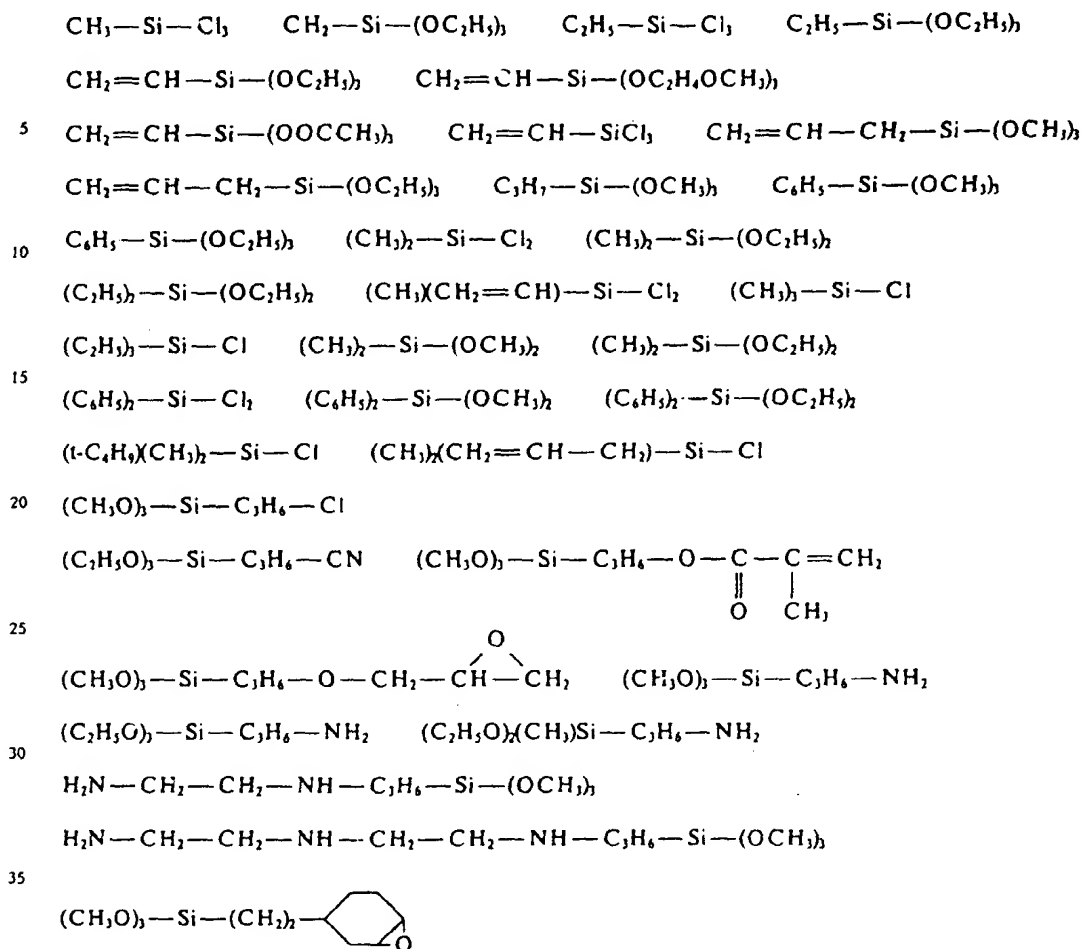 CH₃—Si—Cl₃ CH₂—Si—(OC₂H₅)₃ C₂H₅—Si—Cl₃ C₂H₅—Si—(OC₂H₅)₃
CH₂=CH—Si—(OC₂H₅)₃ CH₂=CH—Si—(OC₂H₄OCH₃)₃
5 CH₂=CH—Si—(OOCCH₃)₃ CH₂=CH—SiCl₃ CH₂=CH—CH₂—Si—(OCH₃)₃
CH₂=CH—CH₂—Si—(OC₂H₅)₃ C₃H₇—Si—(OCH₃)₃ C₆H₅—Si—(OCH₃)₃
C₆H₅—Si—(OC₂H₅)₃ (CH₃)₂—Si—Cl₂ (CH₃)₂—Si—(OC₂H₅)₂
10
(C₂H₅)₂—Si—(OC₂H₅)₂ (CH₃)(CH₂=CH)—Si—Cl₂ (CH₃)₃—Si—Cl
(C₂H₅)₃—Si—Cl (CH₃)₂—Si—(OCH₃)₂ (CH₃)₂—Si—(OC₂H₅)₂
15
(C₆H₅)₂—Si—Cl₂ (C₆H₅)₂—Si—(OCH₃)₂ (C₆H₅)₂—Si—(OC₂H₅)₂
(t-C₄H₉)(CH₃)₂—Si—Cl (CH₃)₂(CH₂=CH—CH₂)—Si—Cl
20 (CH₃O)₃—Si—C₃H₆—Cl
(C₂H₅O)₃—Si—C₃H₆—CN (CH₃O)₃—Si—C₃H₆—O—C—C=CH₂
O CH₃
25
O
(CH₃O)₃—Si—C₃H₆—O—CH₂—CH—CH₂ (CH₃O)₃—Si—C₃H₆—NH₂
(C₂H₅O)₃—Si—C₃H₆—NH₂ (C₂H₅O)₂(CH₃)Si—C₃H₆—NH₂
30
H₂N—CH₂—CH₂—NH—C₃H₆—Si—(OCH₃)₃
H₂N—CH₂—CH₂—NH—CH₂—CH₂—NH—C₃H₆—Si—(OCH₃)₃
35
(CH₃O)₃—Si—(CH₂)₂ O